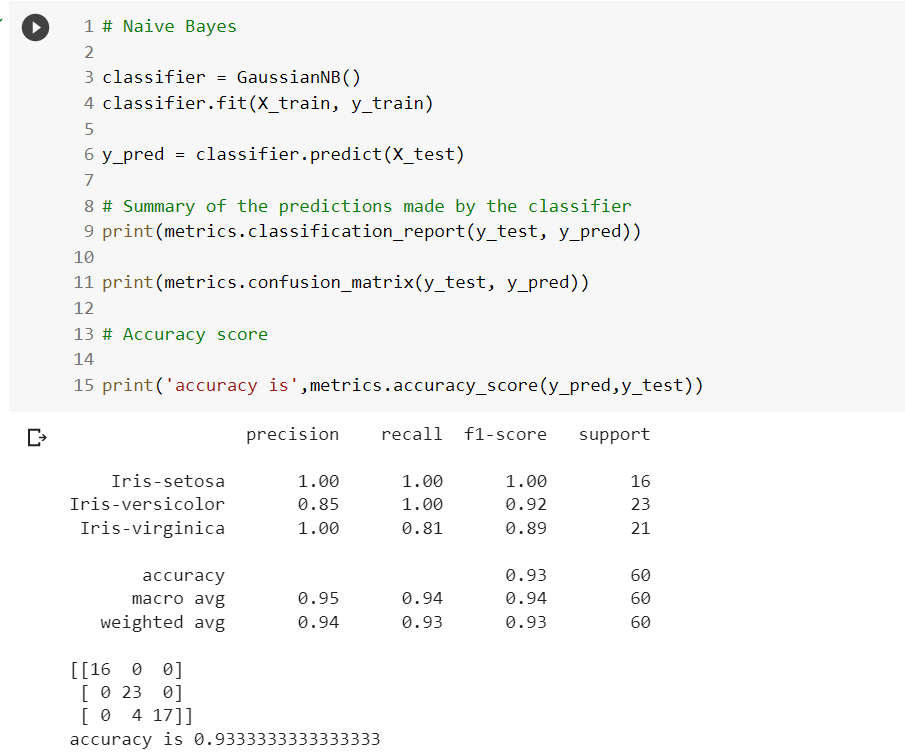 1 # Naive Bayes
2
3 classifier = GaussianNB()
4 classifier.fit(X_train, y_train)
5
6 y_pred = classifier.predict(X_test)
7
8 # Summary of the predictions made by the classifier
9 print(metrics.classification_report(y_test, y_pred))
10
11 print(metrics.confusion_matrix(y_test, y_pred))
12
13 # Accuracy score
14
15 print('accuracy is',metrics.accuracy_score(y_pred,y_test))
precision recall f1-score support
Iris-setosa 1.00 1.00 1.00 16
Iris-versicolor 0.85 1.00 0.92 23
Iris-virginica 1.00 0.81 0.89 21
accuracy 0.93 60
macro avg 0.95 0.94 0.94 60
weighted avg 0.94 0.93 0.93 60
[[16 0 0]
[ 0 23 0]
[ 0 4 17]]
accuracy is 0.9333333333333333